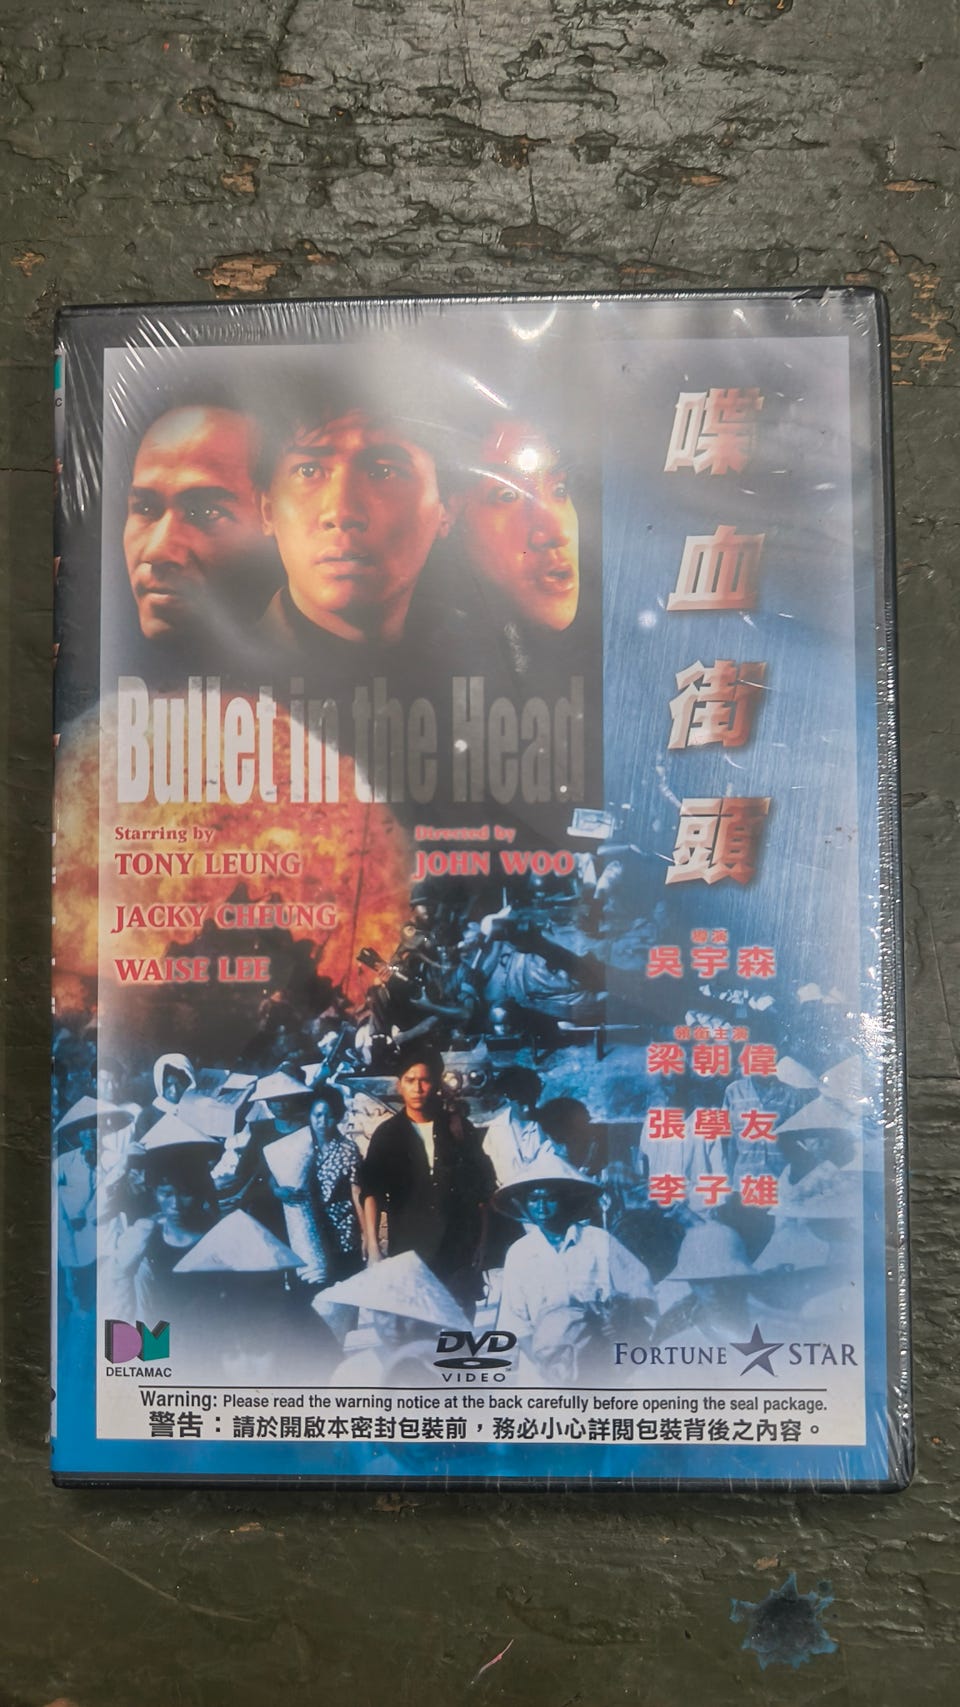 喋血街頭
Bullet in the Head
Starring by
TONY LEUNG
JACKY CHEUNG
WAISE LEE
Directed by
JOHN WOO
導演
吳宇森
領銜主演
梁朝偉
張學友
李子雄
DM
DELTAMAC
DVD
VIDEO
FORTUNE STAR
Warning: Please read the warning notice at the back carefully before opening the seal package.
警告：請於開啟本密封包裝前，務必小心詳閱包裝背後之內容。